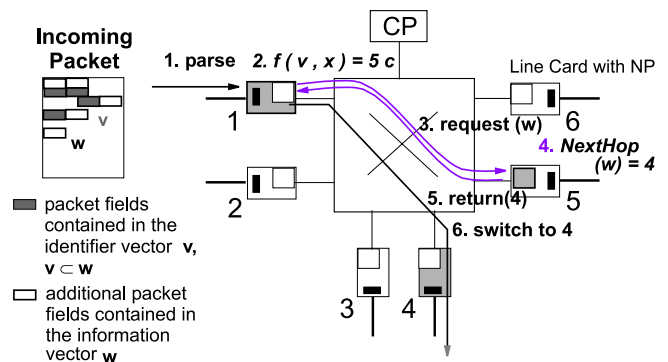 CP
Incoming
Packet
1. parse
2. f ( v , x ) = 5 c
Line Card with NP
v
w
1
3. request (w)
6
4. NextHop
(w) = 4
2
5. return(4)
5
6. switch to 4
packet fields
contained in the
identifier vector v,
v ⊂ w
3
4
additional packet
fields contained in
the information
vector w